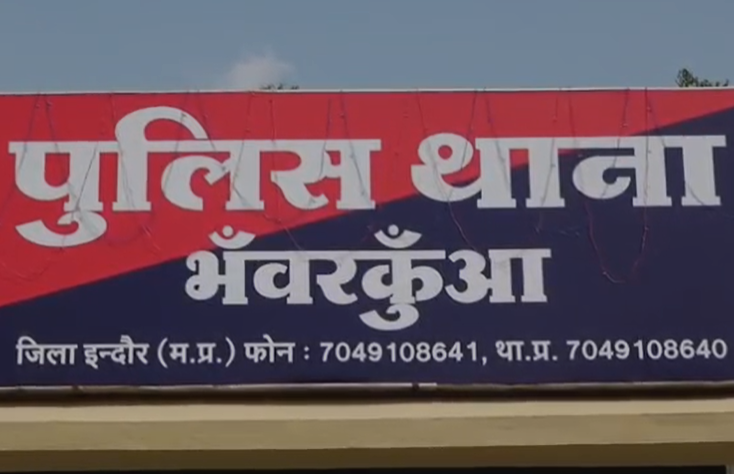 पुलिस थाना
भँवरकुँआ
जिला इन्दौर (म.प्र.) फोन : 7049108641, था.प्र. 7049108640